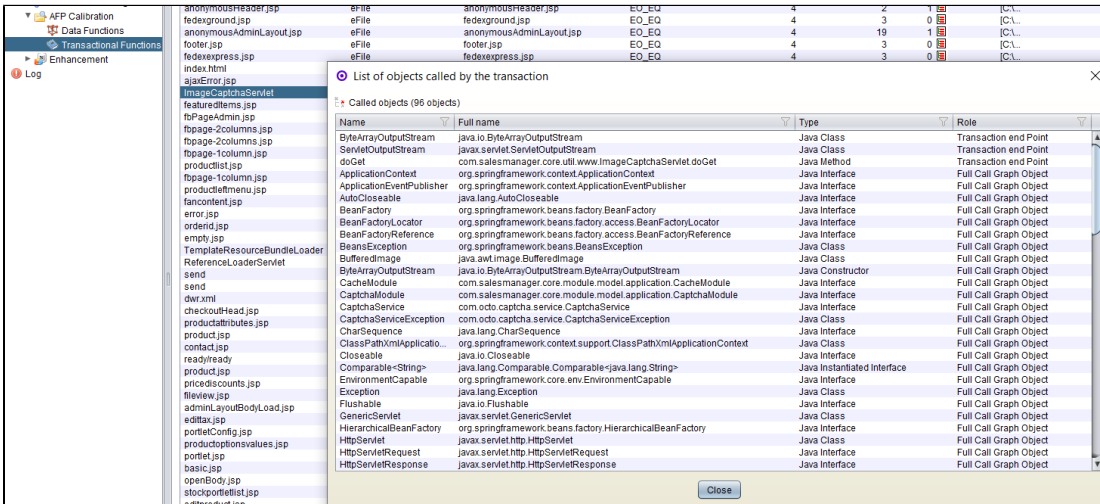 AFP Calibration
Data Functions
Transactional Functions
Enhancement
Log
anonymousHeader.jsp eFile anonymousHeader.jsp EO_EQ 4 2 1 [C:\...
fedexground.jsp eFile fedexground.jsp EO_EQ 4 3 0 [C:\...
anonymousAdminLayout.jsp eFile anonymousAdminLayout.jsp EO_EQ 4 19 1 [C:\...
footer.jsp eFile footer.jsp EO_EQ 4 3 0 [C:\...
fedexexpress.jsp eFile fedexexpress.jsp EO_EQ 4 3 0 [C:\...
index.html
ajaxError.jsp
ImageCaptchaServlet
featuredItems.jsp
fbPageAdmin.jsp
fbpage-2columns.jsp
fbpage-2columns.jsp
fbpage-1column.jsp
productlist.jsp
fbpage-1column.jsp
productleftmenu.jsp
fancontent.jsp
error.jsp
orderid.jsp
empty.jsp
TemplateResourceBundleLoader
ReferenceLoaderServlet
send
send
dwr.xml
checkoutHead.jsp
productattributes.jsp
product.jsp
contact.jsp
ready/ready
product.jsp
pricediscounts.jsp
fileview.jsp
adminLayoutBodyLoad.jsp
edittax.jsp
portletConfig.jsp
productoptionsvalues.jsp
portlet.jsp
basic.jsp
openBody.jsp
stockportletlist.jsp
editproduct.jsp
List of objects called by the transaction
Called objects (96 objects)
Name Full name Type Role
ByteArrayOutputStream java.io.ByteArrayOutputStream Java Class Transaction end Point
ServletOutputStream javax.servlet.ServletOutputStream Java Class Transaction end Point
doGet com.salesmanager.core.util.www.ImageCaptchaServlet.doGet Java Method Transaction end Point
ApplicationContext org.springframework.context.ApplicationContext Java Interface Full Call Graph Object
ApplicationEventPublisher org.springframework.context.ApplicationEventPublisher Java Interface Full Call Graph Object
AutoCloseable java.lang.AutoCloseable Java Interface Full Call Graph Object
BeanFactory org.springframework.beans.factory.BeanFactory Java Interface Full Call Graph Object
BeanFactoryLocator org.springframework.beans.factory.access.BeanFactoryLocator Java Interface Full Call Graph Object
BeanFactoryReference org.springframework.beans.factory.access.BeanFactoryReference Java Interface Full Call Graph Object
BeansException org.springframework.beans.BeansException Java Class Full Call Graph Object
BufferedImage java.awt.image.BufferedImage Java Class Full Call Graph Object
ByteArrayOutputStream java.io.ByteArrayOutputStream.ByteArrayOutputStream Java Constructor Full Call Graph Object
CacheModule com.salesmanager.core.module.model.application.CacheModule Java Interface Full Call Graph Object
CaptchaModule com.salesmanager.core.module.model.application.CaptchaModule Java Interface Full Call Graph Object
CaptchaService com.octo.captcha.service.CaptchaService Java Interface Full Call Graph Object
CaptchaServiceException com.octo.captcha.service.CaptchaServiceException Java Class Full Call Graph Object
CharSequence java.lang.CharSequence Java Interface Full Call Graph Object
ClassPathXmlApplicatio... org.springframework.context.support.ClassPathXmlApplicationContext Java Class Full Call Graph Object
Closeable java.io.Closeable Java Interface Full Call Graph Object
Comparable<String> java.lang.Comparable.Comparable<java.lang.String> Java Instantiated Interface Full Call Graph Object
EnvironmentCapable org.springframework.core.env.EnvironmentCapable Java Interface Full Call Graph Object
Exception java.lang.Exception Java Class Full Call Graph Object
Flushable java.io.Flushable Java Interface Full Call Graph Object
GenericServlet javax.servlet.GenericServlet Java Class Full Call Graph Object
HierarchicalBeanFactory org.springframework.beans.factory.HierarchicalBeanFactory Java Interface Full Call Graph Object
HttpServlet javax.servlet.http.HttpServlet Java Class Full Call Graph Object
HttpServletRequest javax.servlet.http.HttpServletRequest Java Interface Full Call Graph Object
HttpServletResponse javax.servlet.http.HttpServletResponse Java Interface Full Call Graph Object
Close